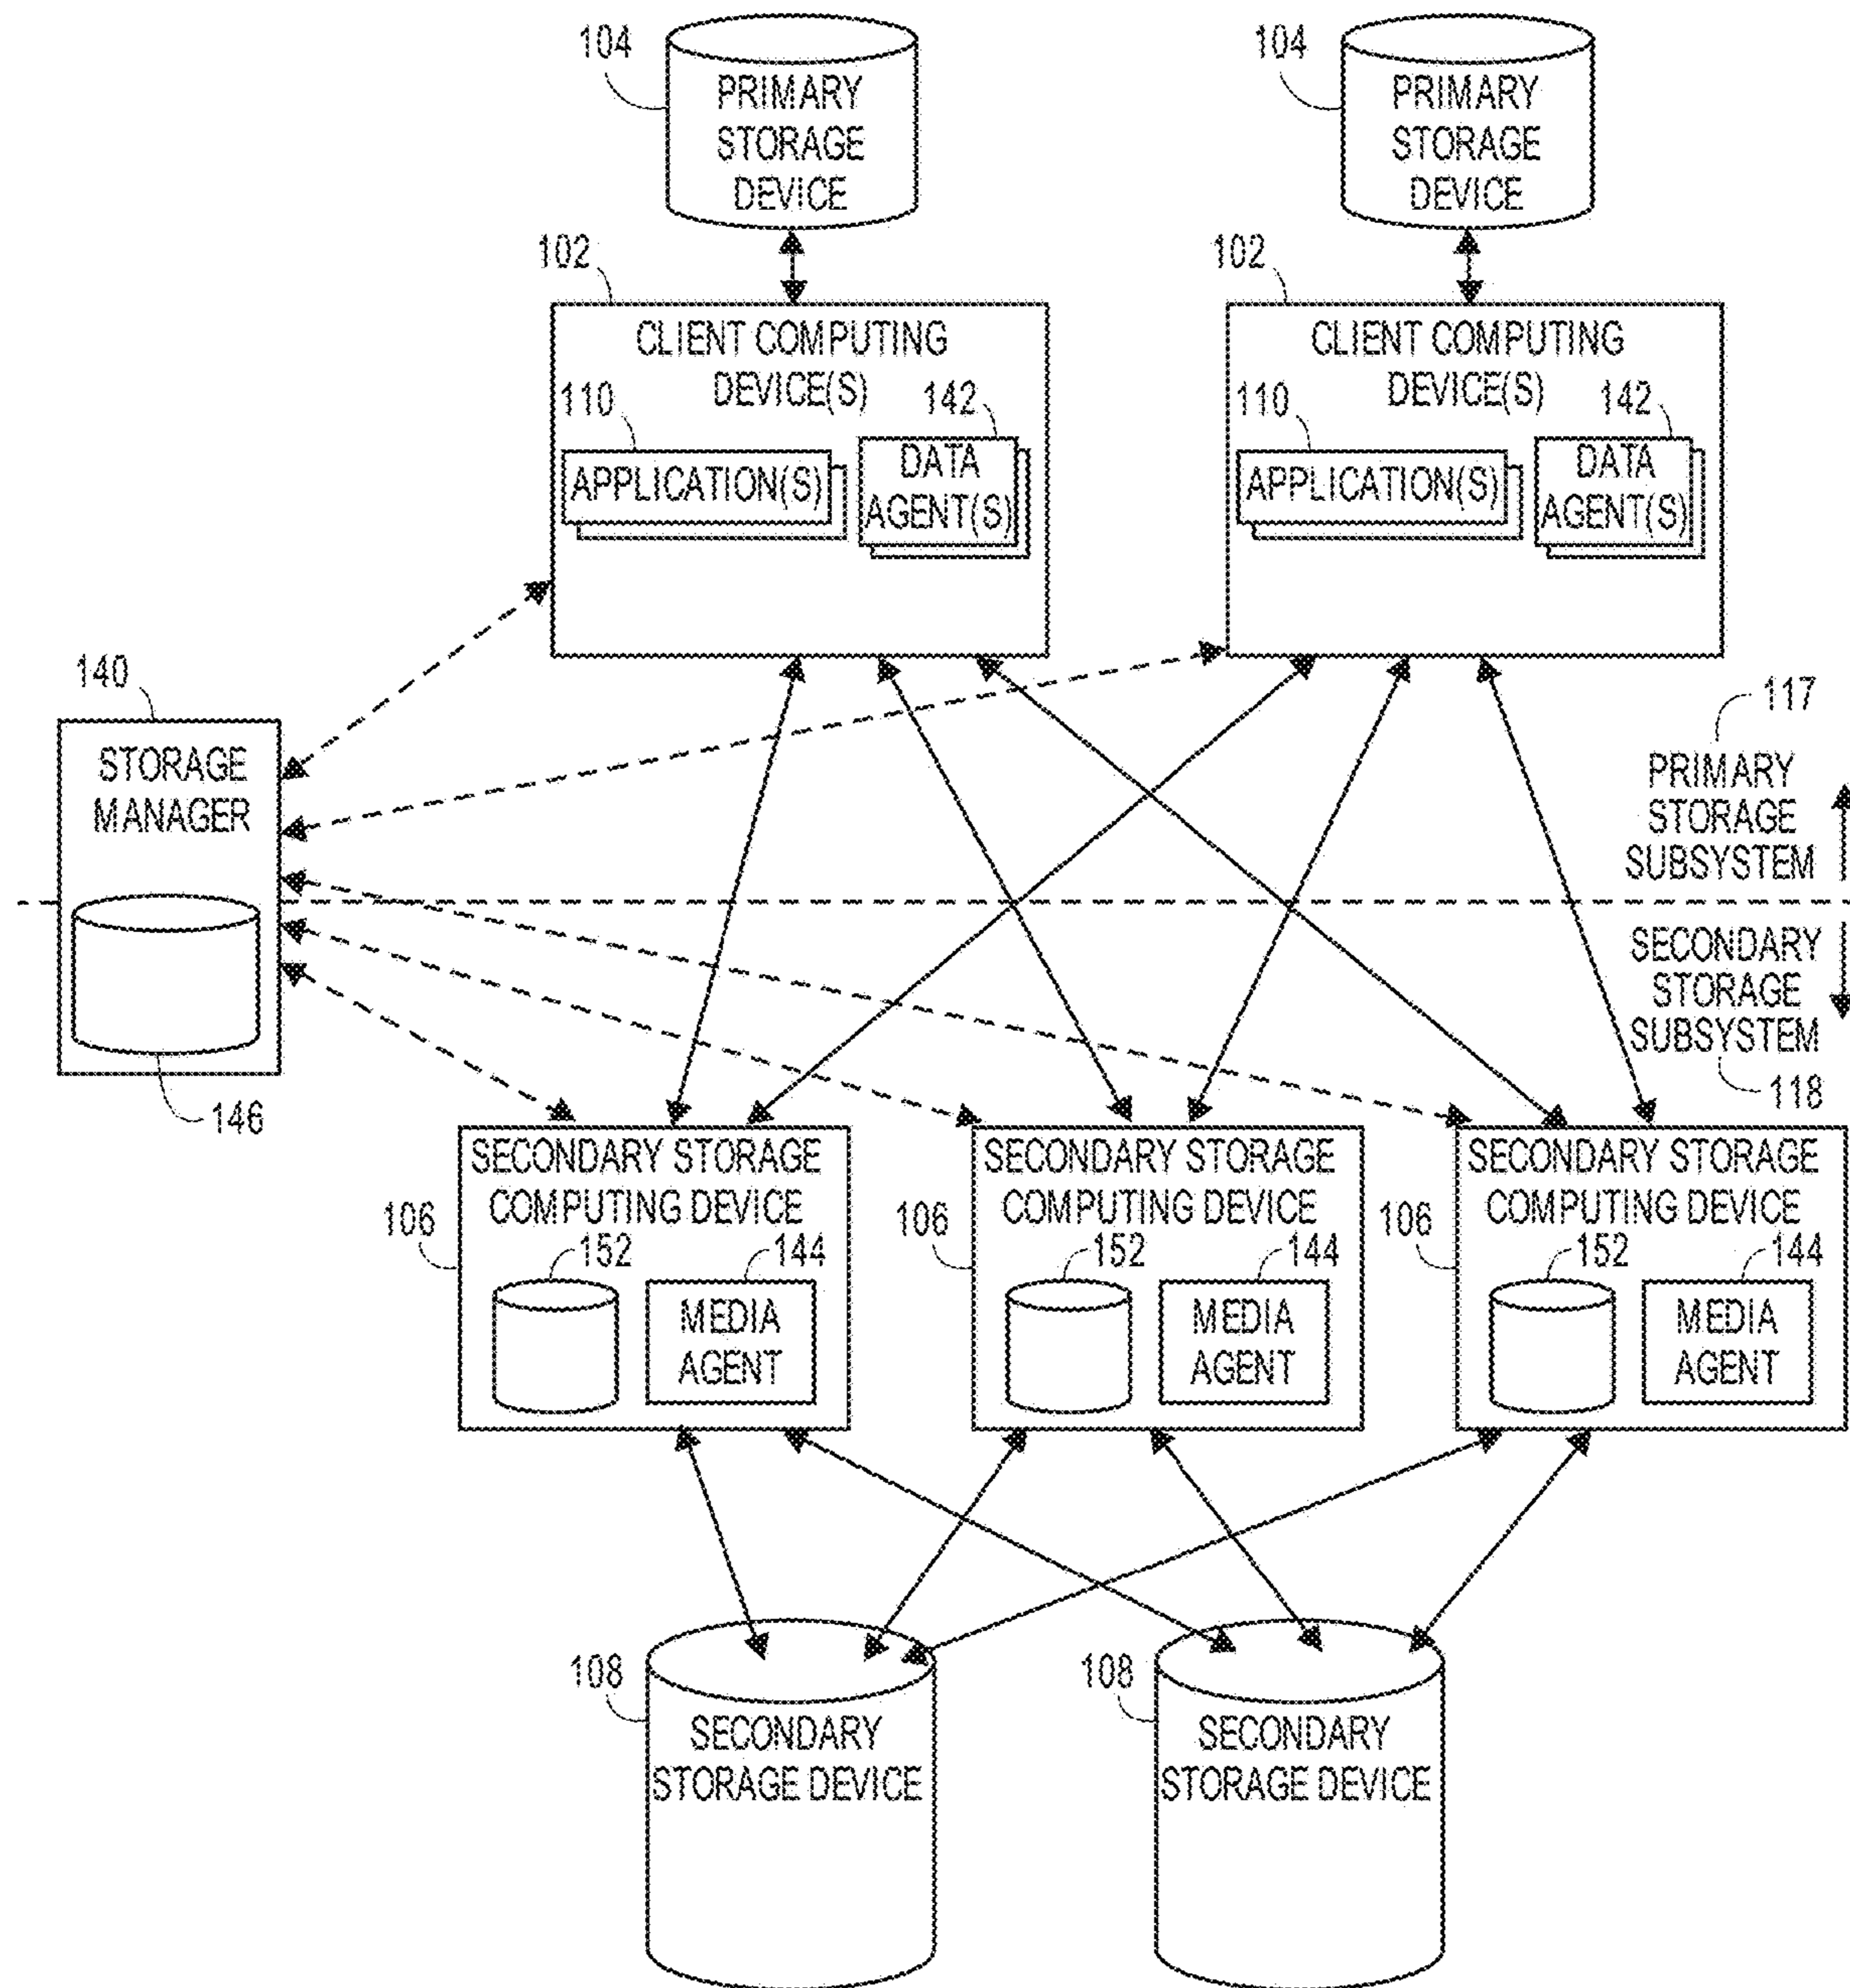 104
PRIMARY
STORAGE
DEVICE
104
PRIMARY
STORAGE
DEVICE
102
CLIENT COMPUTING
DEVICE(S)
110
142
APPLICATION(S)
DATA
AGENT(S)
102
CLIENT COMPUTING
DEVICE(S)
110
142
APPLICATION(S)
DATA
AGENT(S)
140
STORAGE
MANAGER
146
117
PRIMARY
STORAGE
SUBSYSTEM
SECONDARY
STORAGE
SUBSYSTEM
118
106
SECONDARY STORAGE
COMPUTING DEVICE
152
144
MEDIA
AGENT
106
SECONDARY STORAGE
COMPUTING DEVICE
152
144
MEDIA
AGENT
106
SECONDARY STORAGE
COMPUTING DEVICE
152
144
MEDIA
AGENT
108
SECONDARY
STORAGE DEVICE
108
SECONDARY
STORAGE DEVICE